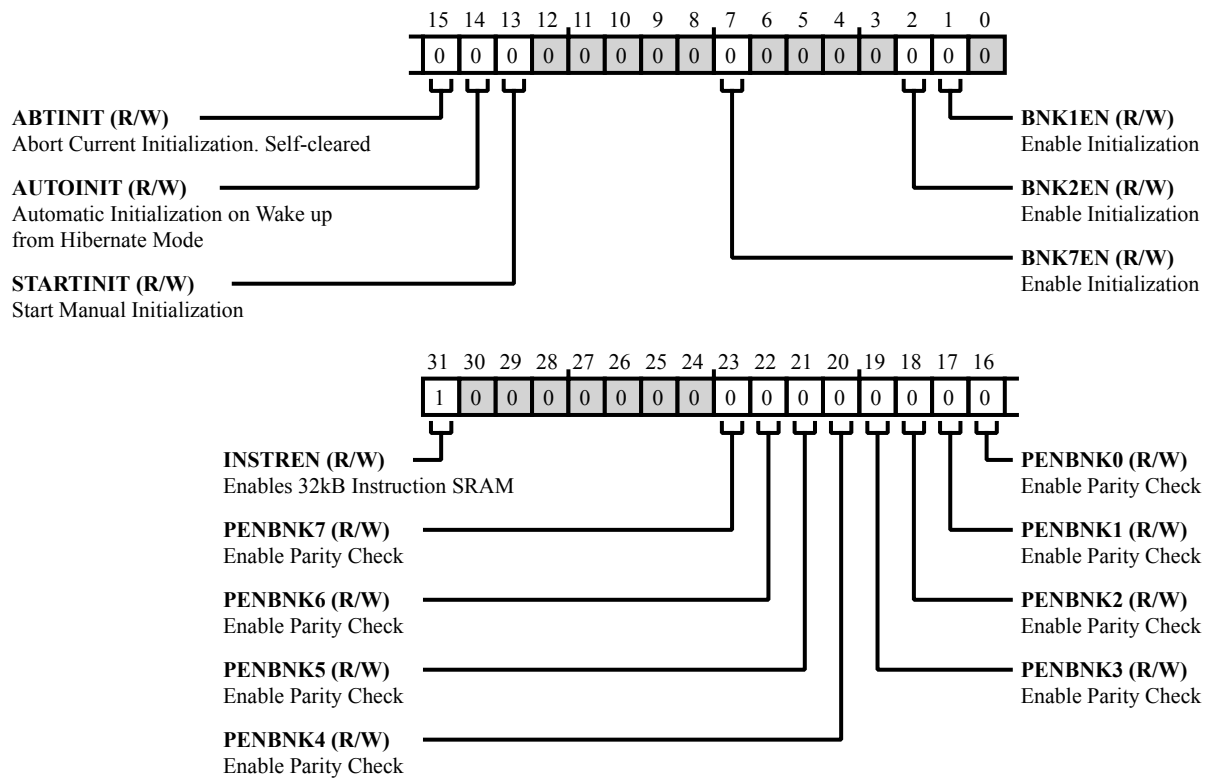 15 14 13 12 11 10 9 8 7 6 5 4 3 2 1 0
0 0 0 0 0 0 0 0 0 0 0 0 0 0 0 0
ABTINIT (R/W)
Abort Current Initialization. Self-cleared
AUTOINIT (R/W)
Automatic Initialization on Wake up
from Hibernate Mode
STARTINIT (R/W)
Start Manual Initialization
BNK1EN (R/W)
Enable Initialization
BNK2EN (R/W)
Enable Initialization
BNK7EN (R/W)
Enable Initialization
31 30 29 28 27 26 25 24 23 22 21 20 19 18 17 16
1 0 0 0 0 0 0 0 0 0 0 0 0 0 0 0
INSTREN (R/W)
Enables 32kB Instruction SRAM
PENBNK7 (R/W)
Enable Parity Check
PENBNK6 (R/W)
Enable Parity Check
PENBNK5 (R/W)
Enable Parity Check
PENBNK4 (R/W)
Enable Parity Check
PENBNK0 (R/W)
Enable Parity Check
PENBNK1 (R/W)
Enable Parity Check
PENBNK2 (R/W)
Enable Parity Check
PENBNK3 (R/W)
Enable Parity Check